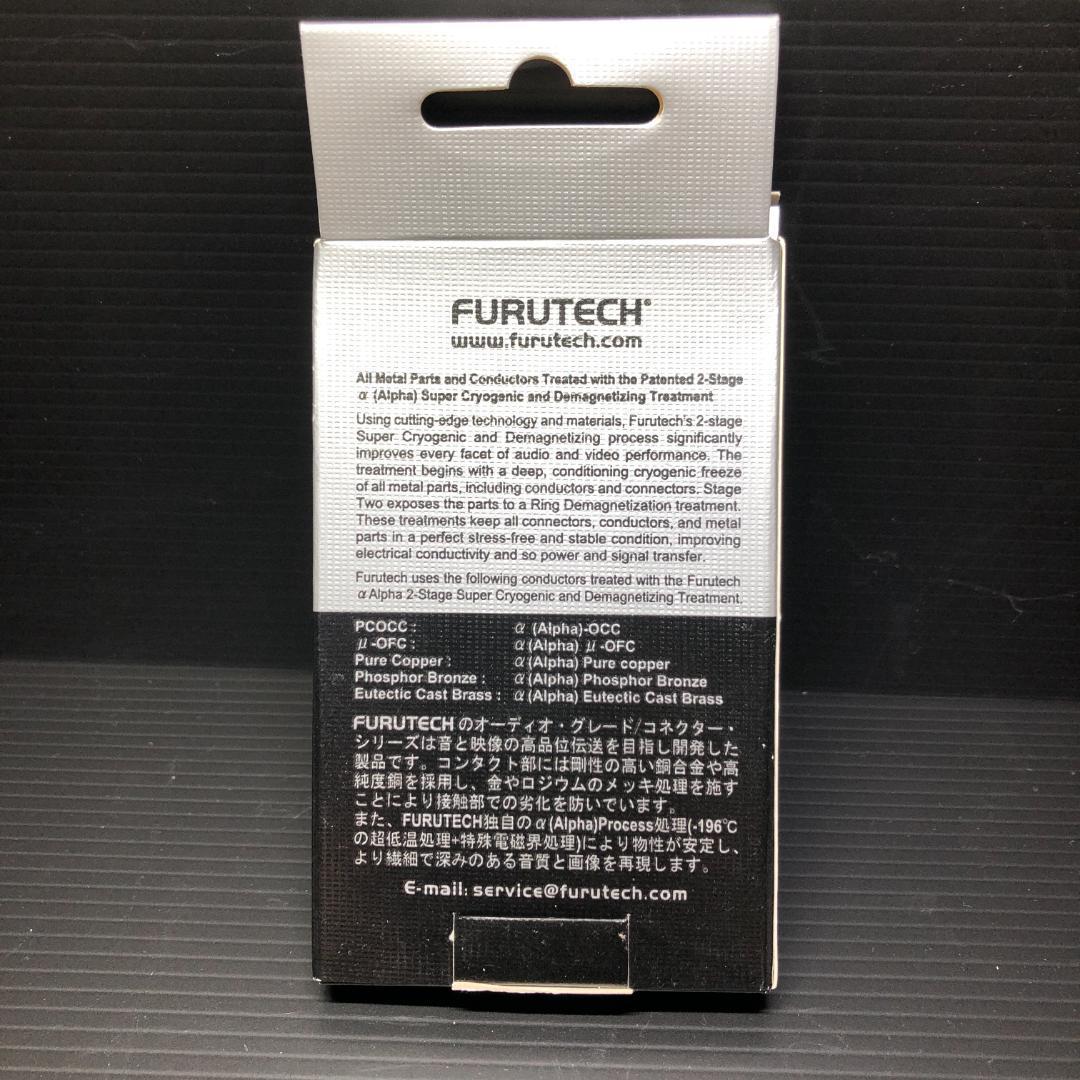 FURUTECH®
www.furutech.com
All Metal Parts and Conductors Treated with the Patented 2-Stage
α (Alpha) Super Cryogenic and Demagnetizing Treatment
Using cutting-edge technology and materials, Furutech's 2-stage
Super Cryogenic and Demagnetizing process significantly
improves every facet of audio and video performance. The
treatment begins with a deep, conditioning cryogenic freeze
of all metal parts, including conductors and connectors. Stage
Two exposes the parts to a Ring Demagnetization treatment.
These treatments keep all connectors, conductors, and metal
parts in a perfect stress-free and stable condition, improving
electrical conductivity and so power and signal transfer.
Furutech uses the following conductors treated with the Furutech
α Alpha 2-Stage Super Cryogenic and Demagnetizing Treatment.
PCOCC : α (Alpha)-OCC
μ-OFC : α (Alpha) μ-OFC
Pure Copper : α (Alpha) Pure copper
Phosphor Bronze : α (Alpha) Phosphor Bronze
Eutectic Cast Brass : α (Alpha) Eutectic Cast Brass
FURUTECHのオーディオ・グレード/コネクター・
シリーズは音と映像の高品位伝送を目指し開発した
製品です。コンタクト部には剛性の高い銅合金や高
純度銅を採用し、金やロジウムのメッキ処理を施す
ことにより接触部での劣化を防いでいます。
また、FURUTECH独自のα(Alpha)Process処理(-196℃
の超低温処理+特殊電磁界処理)により物性が安定し、
より繊細で深みのある音質と画像を再現します。
E-mail: service@furutech.com